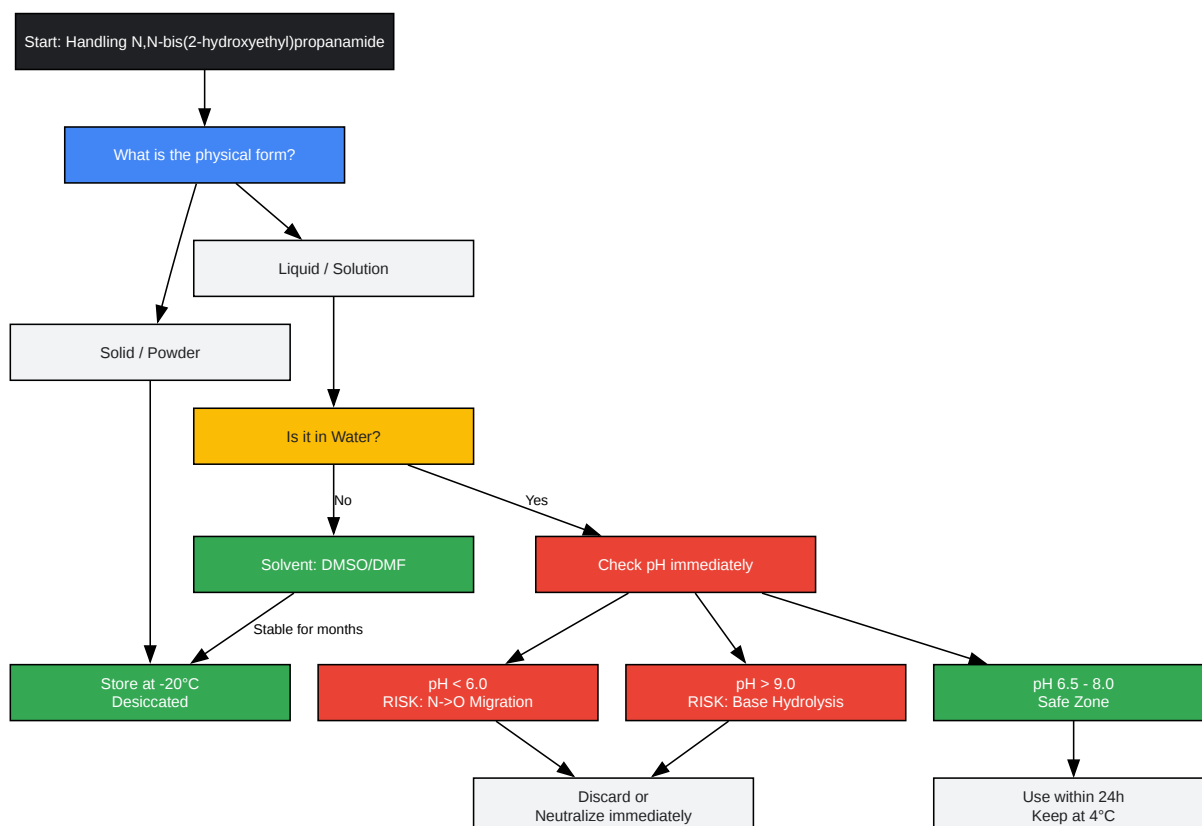 Start: Handling N,N-bis(2-hydroxyethyl)propanamide
What is the physical form?
Liquid / Solution
Solid / Powder
Is it in Water?
No
Yes
Solvent: DMSO/DMF
Check pH immediately
Stable for months
Store at -20°C
Desiccated
pH < 6.0
RISK: N->O Migration
pH > 9.0
RISK: Base Hydrolysis
pH 6.5 - 8.0
Safe Zone
Discard or
Neutralize immediately
Use within 24h
Keep at 4°C